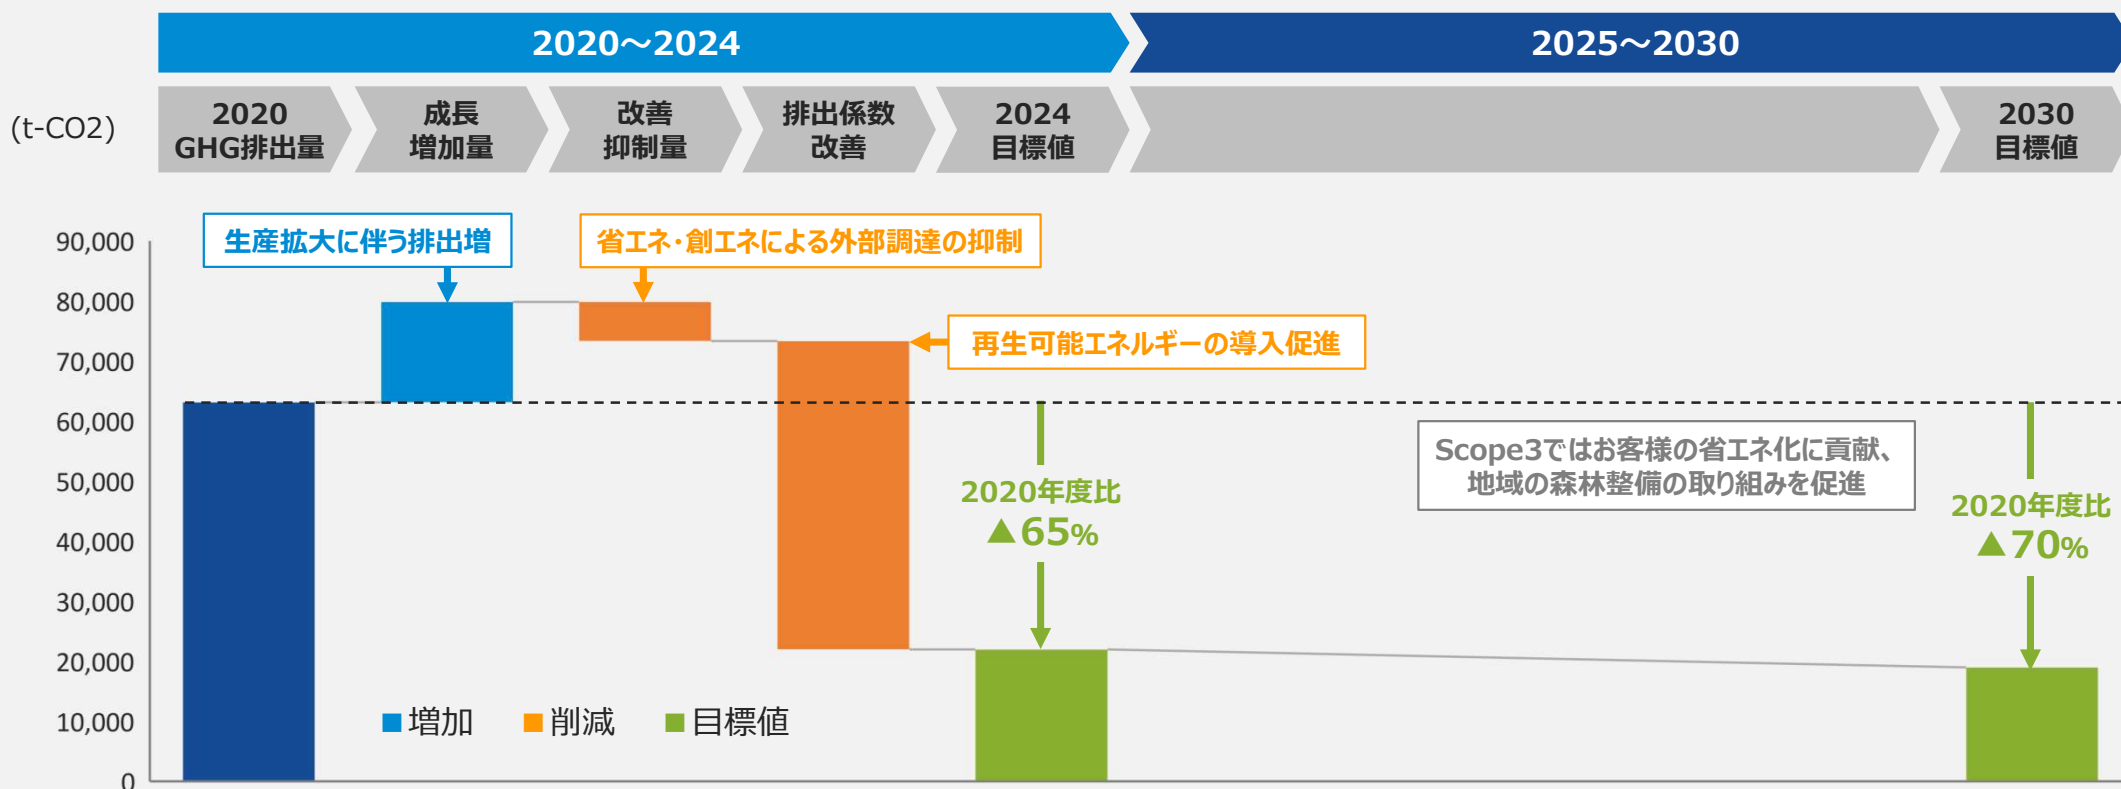 2020～2024
2025～2030
(t-CO2)
2020
GHG排出量
成長
増加量
改善
抑制量
排出係数
改善
2024
目標値
2030
目標値
生産拡大に伴う排出増
省エネ・創エネによる外部調達の抑制
再生可能エネルギーの導入促進
90,000
80,000
70,000
60,000
50,000
40,000
30,000
20,000
10,000
0
2020年度比
▲65%
Scope3ではお客様の省エネ化に貢献、
地域の森林整備の取り組みを促進
2020年度比
▲70%
増加
削減
目標値